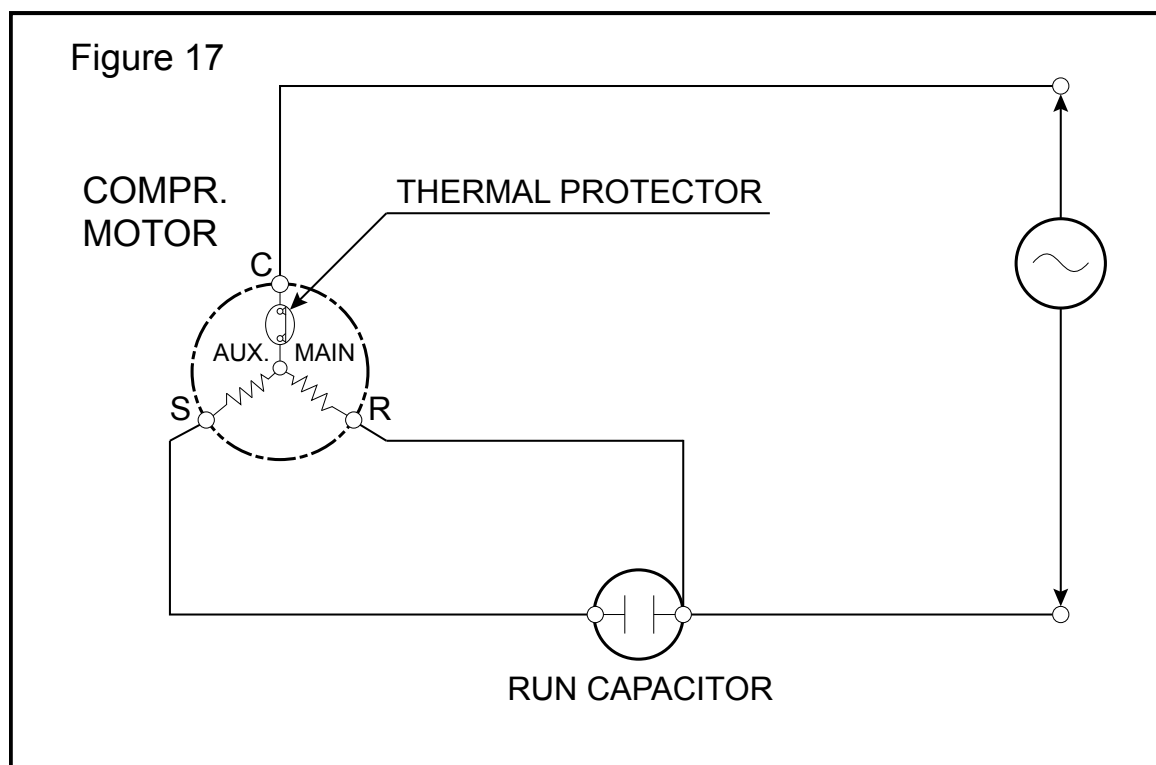 Figure 17
COMPR.
MOTOR
THERMAL PROTECTOR
C
AUX.
MAIN
S
R
RUN CAPACITOR